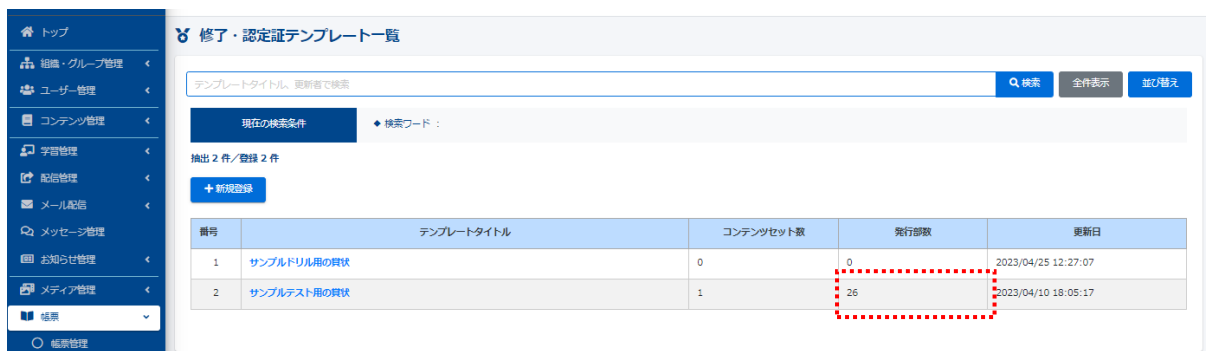 トップ
組織・グループ管理
ユーザー管理
コンテンツ管理
学習管理
配信管理
メール配信
メッセージ管理
お知らせ管理
メディア管理
帳票
帳票管理
修了・認定証テンプレート一覧
テンプレートタイトル、更新者で検索
検索 全件表示 並び替え
現在の検索条件 ◆ 検索ワード :
抽出 2 件/登録 2 件
+ 新規登録
番号 テンプレートタイトル コンテンツセット数 発行部数 更新日
1 サンプルドリル用の賞状 0 0 2023/04/25 12:27:07
2 サンプルテスト用の賞状 1 26 2023/04/10 18:05:17